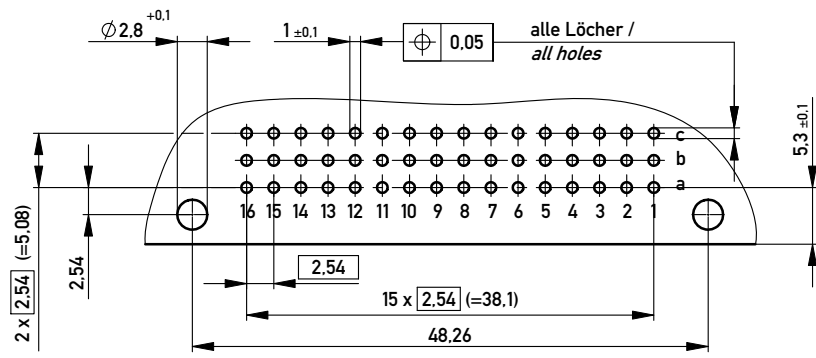 Ø 2,8 +0,1
1 ±0,1
⌖ 0,05
alle Löcher /
all holes
c
b
a
5,3 ±0,1
16 15 14 13 12 11 10 9 8 7 6 5 4 3 2 1
2 x 2,54 (=5,08)
2,54
2,54
15 x 2,54 (=38,1)
48,26